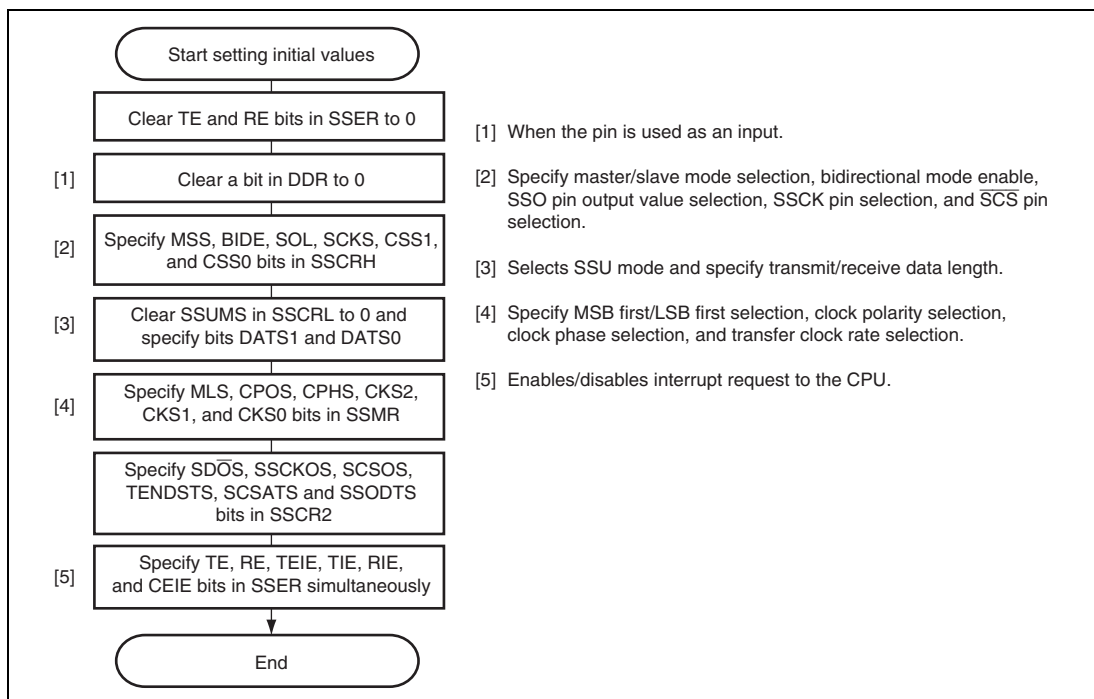 Start setting initial values
Clear TE and RE bits in SSER to 0
[1]
Clear a bit in DDR to 0
[2]
Specify MSS, BIDE, SOL, SCKS, CSS1,
and CSS0 bits in SSCRH
[3]
Clear SSUMS in SSCRL to 0 and
specify bits DATS1 and DATS0
[4]
Specify MLS, CPOS, CPHS, CKS2,
CKS1, and CKS0 bits in SSMR
Specify SDO̅S, SSCKOS, SCSOS,
TENDSTS, SCSATS and SSODTS
bits in SSCR2
[5]
Specify TE, RE, TEIE, TIE, RIE,
and CEIE bits in SSER simultaneously
End
[1] When the pin is used as an input.
[2] Specify master/slave mode selection, bidirectional mode enable,
SSO pin output value selection, SSCK pin selection, and S̅C̅S̅ pin
selection.
[3] Selects SSU mode and specify transmit/receive data length.
[4] Specify MSB first/LSB first selection, clock polarity selection,
clock phase selection, and transfer clock rate selection.
[5] Enables/disables interrupt request to the CPU.